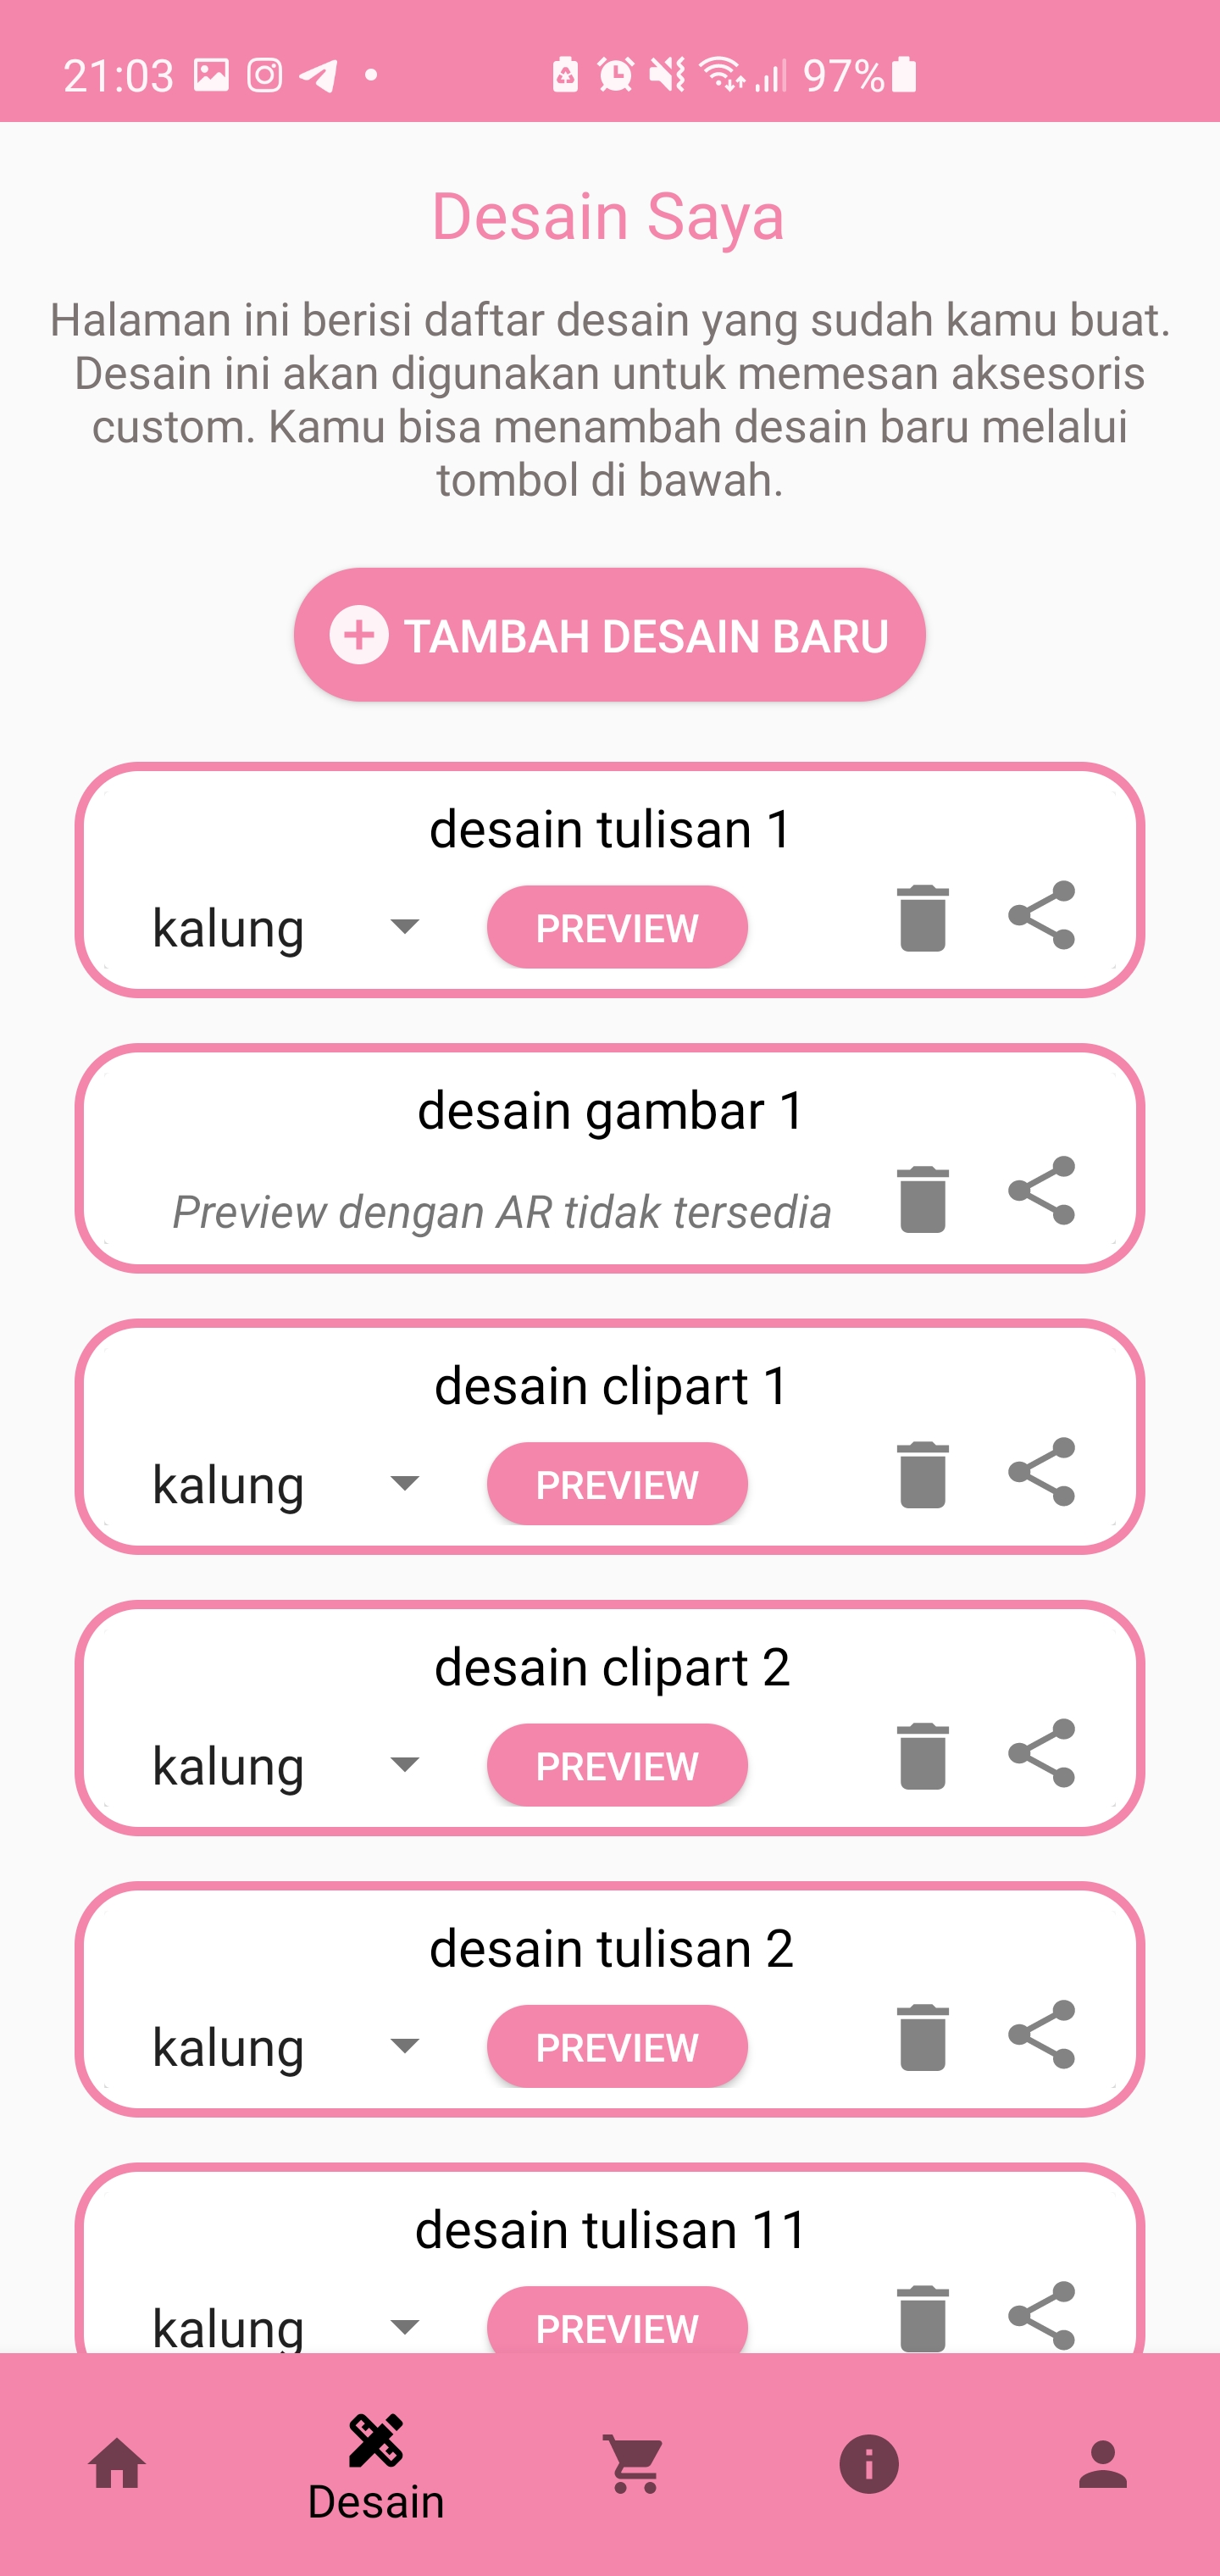 21:03
97%
Desain Saya
Halaman ini berisi daftar desain yang sudah kamu buat.
Desain ini akan digunakan untuk memesan aksesoris
custom. Kamu bisa menambah desain baru melalui
tombol di bawah.
TAMBAH DESAIN BARU
desain tulisan 1
kalung
PREVIEW
desain gambar 1
Preview dengan AR tidak tersedia
desain clipart 1
kalung
PREVIEW
desain clipart 2
kalung
PREVIEW
desain tulisan 2
kalung
PREVIEW
desain tulisan 11
kalung
PREVIEW
Desain